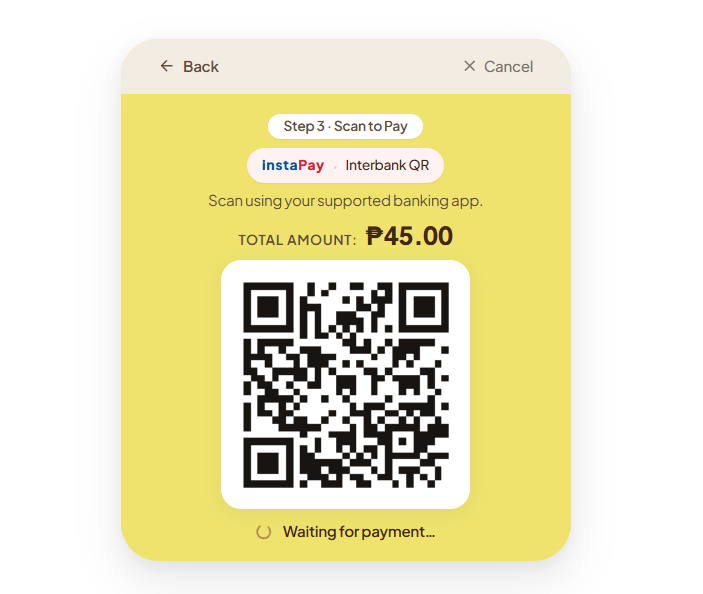 ← Back
× Cancel
Step 3 · Scan to Pay
instaPay · Interbank QR
Scan using your supported banking app.
TOTAL AMOUNT: ₱45.00
Waiting for payment...